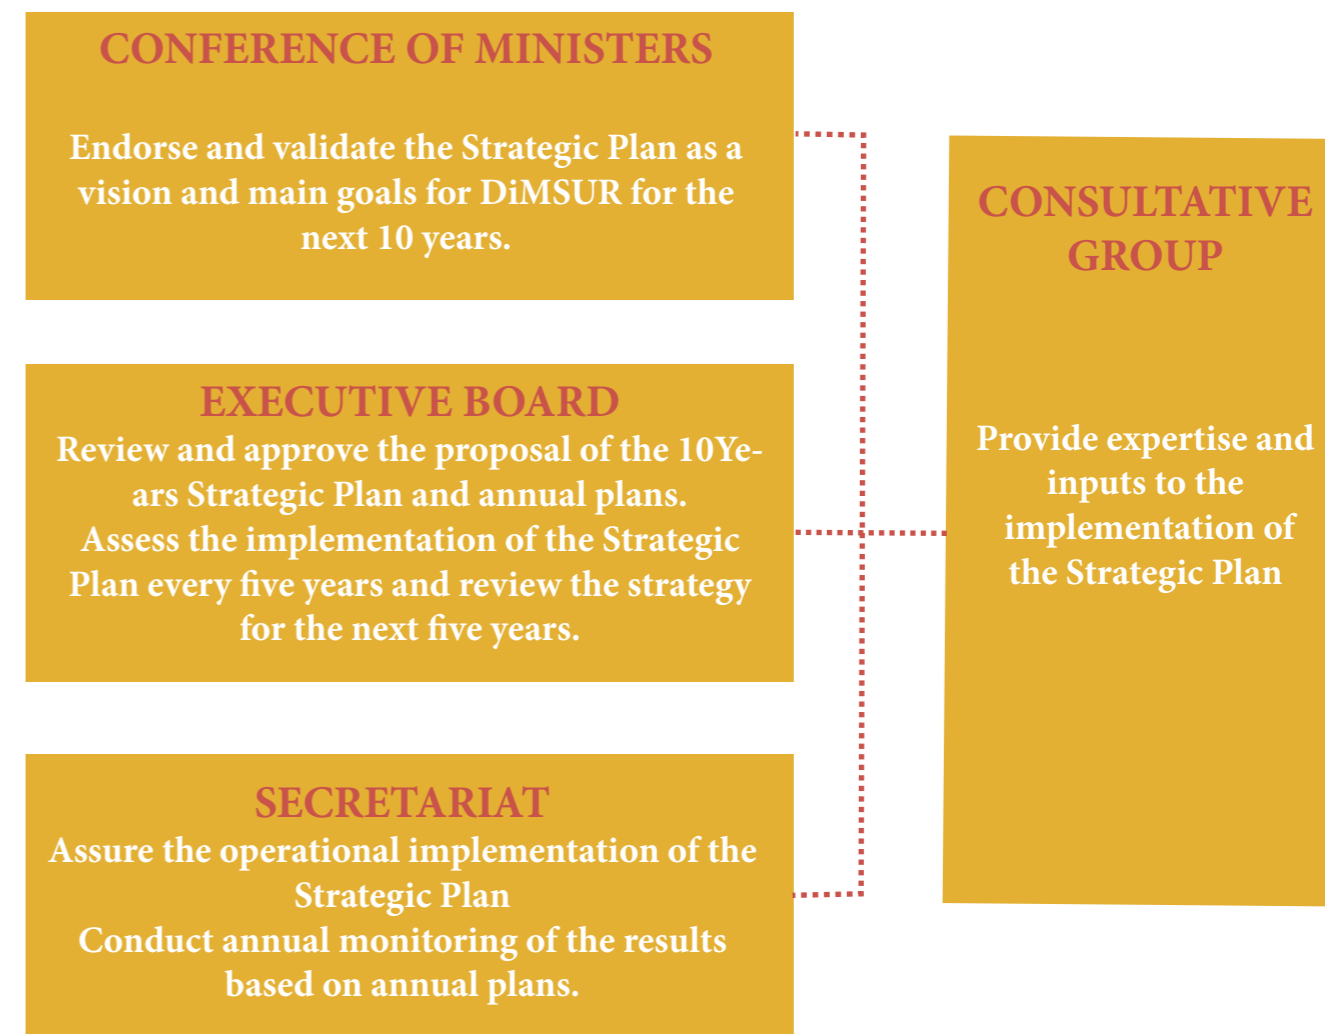 CONFERENCE OF MINISTERS
Endorse and validate the Strategic Plan as a
vision and main goals for DiMSUR for the
next 10 years.
EXECUTIVE BOARD
Review and approve the proposal of the 10Ye-
ars Strategic Plan and annual plans.
Assess the implementation of the Strategic
Plan every five years and review the strategy
for the next five years.
SECRETARIAT
Assure the operational implementation of the
Strategic Plan
Conduct annual monitoring of the results
based on annual plans.
CONSULTATIVE
GROUP
Provide expertise and
inputs to the
implementation of
the Strategic Plan